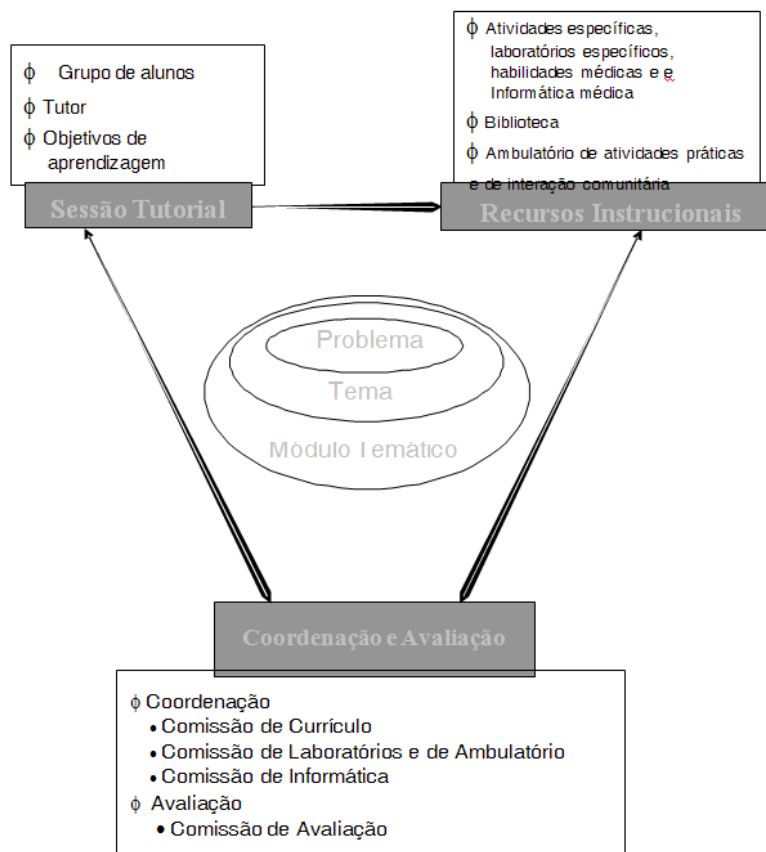 ϕ Grupo de alunos
ϕ Tutor
ϕ Objetivos de
aprendizagem
Sessão Tutorial
ϕ Atividades específicas,
laboratórios específicos,
habilidades médicas e e
Informática médica
ϕ Biblioteca
ϕ Ambulatório de atividades práticas
e de interação comunitária
Recursos Instrucionais
Problema
Tema
Módulo Temático
Coordenação e Avaliação
ϕ Coordenação
• Comissão de Currículo
• Comissão de Laboratórios e de Ambulatório
• Comissão de Informática
ϕ Avaliação
• Comissão de Avaliação